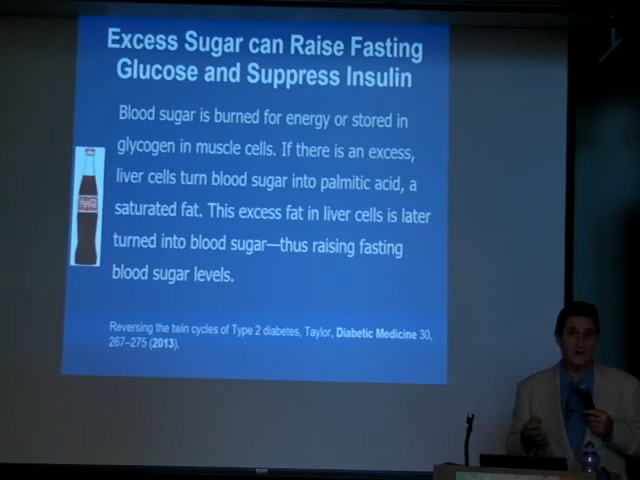 Excess Sugar can Raise Fasting
Glucose and Suppress Insulin
Blood sugar is burned for energy or stored in
glycogen in muscle cells. If there is an excess,
liver cells turn blood sugar into palmitic acid, a
saturated fat. This excess fat in liver cells is later
turned into blood sugar—thus raising fasting
blood sugar levels.
Coca-Cola
Reversing the twin cycles of Type 2 diabetes, Taylor, Diabetic Medicine 30,
267–275 (2013).